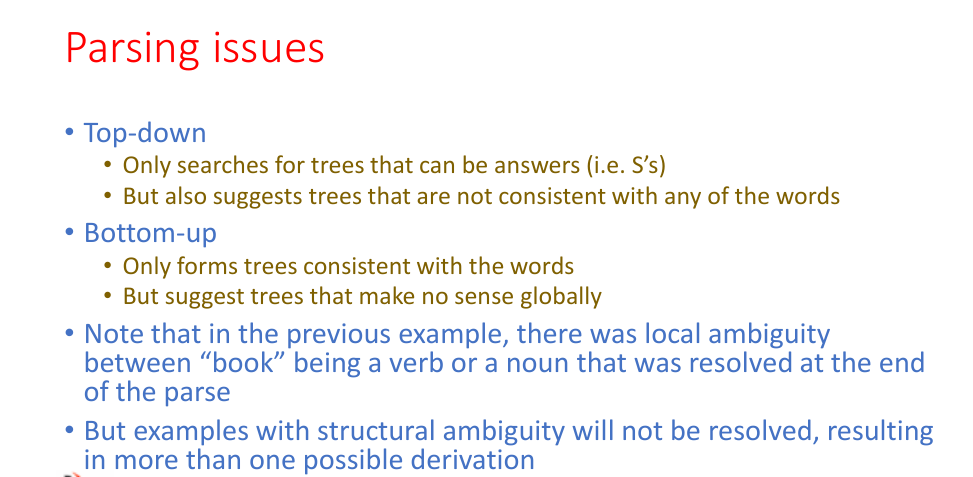 Parsing issues
• Top-down
• Only searches for trees that can be answers (i.e. S’s)
• But also suggests trees that are not consistent with any of the words
• Bottom-up
• Only forms trees consistent with the words
• But suggest trees that make no sense globally
• Note that in the previous example, there was local ambiguity
between “book” being a verb or a noun that was resolved at the end
of the parse
• But examples with structural ambiguity will not be resolved, resulting
in more than one possible derivation